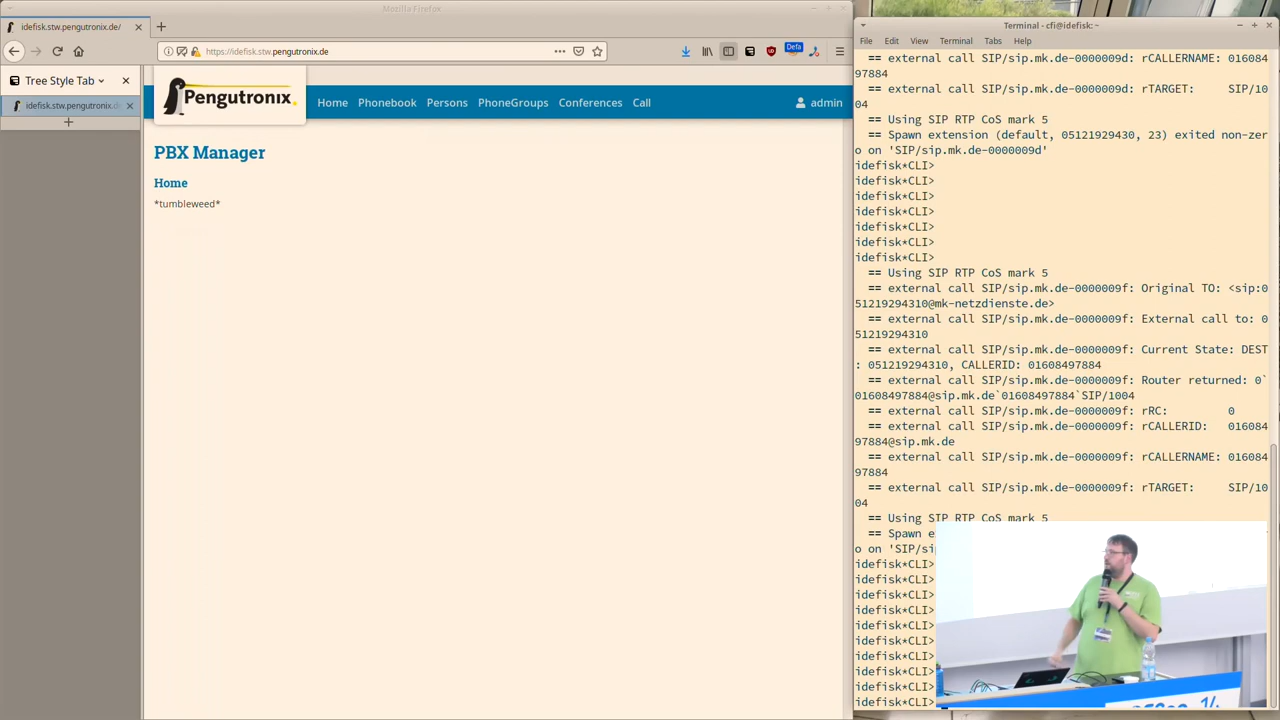 Mozilla Firefox
idefisk.stw.pengutronix.de/
https://idefisk.stw.pengutronix.de
Defa
Tree Style Tab
idefisk.stw.pengutronix.de
Pengutronix
Home
Phonebook
Persons
PhoneGroups
Conferences
Call
admin
PBX Manager
Home
*tumbleweed*
Terminal - cfi@idefisk: ~
File Edit View Terminal Tabs Help
== external call SIP/sip.mk.de-0000009d: rCALLERNAME: 016084
97884
== external call SIP/sip.mk.de-0000009d: rTARGET: SIP/10
04
== Using SIP RTP CoS mark 5
== Spawn extension (default, 05121929430, 23) exited non-zer
o on 'SIP/sip.mk.de-0000009d'
idefisk*CLI>
idefisk*CLI>
idefisk*CLI>
idefisk*CLI>
idefisk*CLI>
idefisk*CLI>
idefisk*CLI>
== Using SIP RTP CoS mark 5
== external call SIP/sip.mk.de-0000009f: Original TO: <sip:0
51219294310@mk-netzdienste.de>
== external call SIP/sip.mk.de-0000009f: External call to: 0
51219294310
== external call SIP/sip.mk.de-0000009f: Current State: DEST
: 051219294310, CALLERID: 01608497884
== external call SIP/sip.mk.de-0000009f: Router returned: 0`
01608497884@sip.mk.de`01608497884`SIP/1004
== external call SIP/sip.mk.de-0000009f: rRC: 0
== external call SIP/sip.mk.de-0000009f: rCALLERID: 016084
97884@sip.mk.de
== external call SIP/sip.mk.de-0000009f: rCALLERNAME: 016084
97884
== external call SIP/sip.mk.de-0000009f: rTARGET: SIP/10
04
== Using SIP RTP CoS mark 5
== Spawn e
o on 'SIP/si
idefisk*CLI>
idefisk*CLI>
idefisk*CLI>
idefisk*CLI>
idefisk*CLI>
idefisk*CLI>
idefisk*CLI>
idefisk*CLI>
idefisk*CLI>
idefisk*CLI>